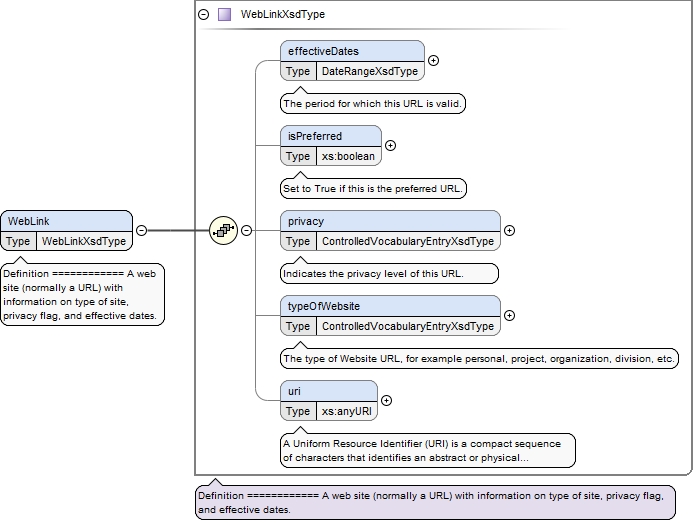 WebLinkXsdType
effectiveDates
Type DateRangeXsdType
The period for which this URL is valid.
isPreferred
Type xs:boolean
Set to True if this is the preferred URL.
WebLink
Type WebLinkXsdType
Definition ============ A web
site (normally a URL) with
information on type of site,
privacy flag, and effective dates.
privacy
Type ControlledVocabularyEntryXsdType
Indicates the privacy level of this URL.
typeOfWebsite
Type ControlledVocabularyEntryXsdType
The type of Website URL, for example personal, project, organization, division, etc.
uri
Type xs:anyURI
A Uniform Resource Identifier (URI) is a compact sequence
of characters that identifies an abstract or physical...
Definition ============ A web site (normally a URL) with information on type of site, privacy flag,
and effective dates.